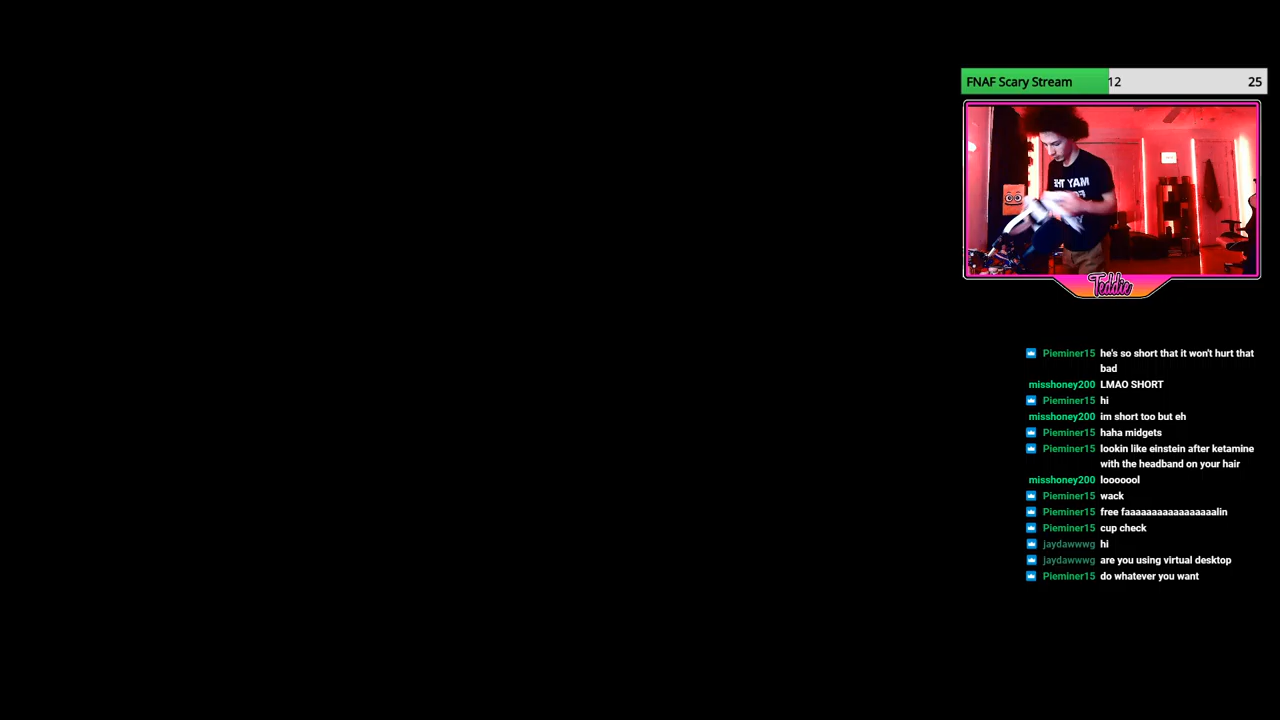 FNAF Scary Stream 12 25
THE MAY
Teddie
Pieminer15 he's so short that it won't hurt that
bad
misshoney200 LMAO SHORT
Pieminer15 hi
misshoney200 im short too but eh
Pieminer15 haha midgets
Pieminer15 lookin like einstein after ketamine
with the headband on your hair
misshoney200 looooool
Pieminer15 wack
Pieminer15 free faaaaaaaaaaaaaaaaalin
Pieminer15 cup check
jaydawwwg hi
jaydawwwg are you using virtual desktop
Pieminer15 do whatever you want